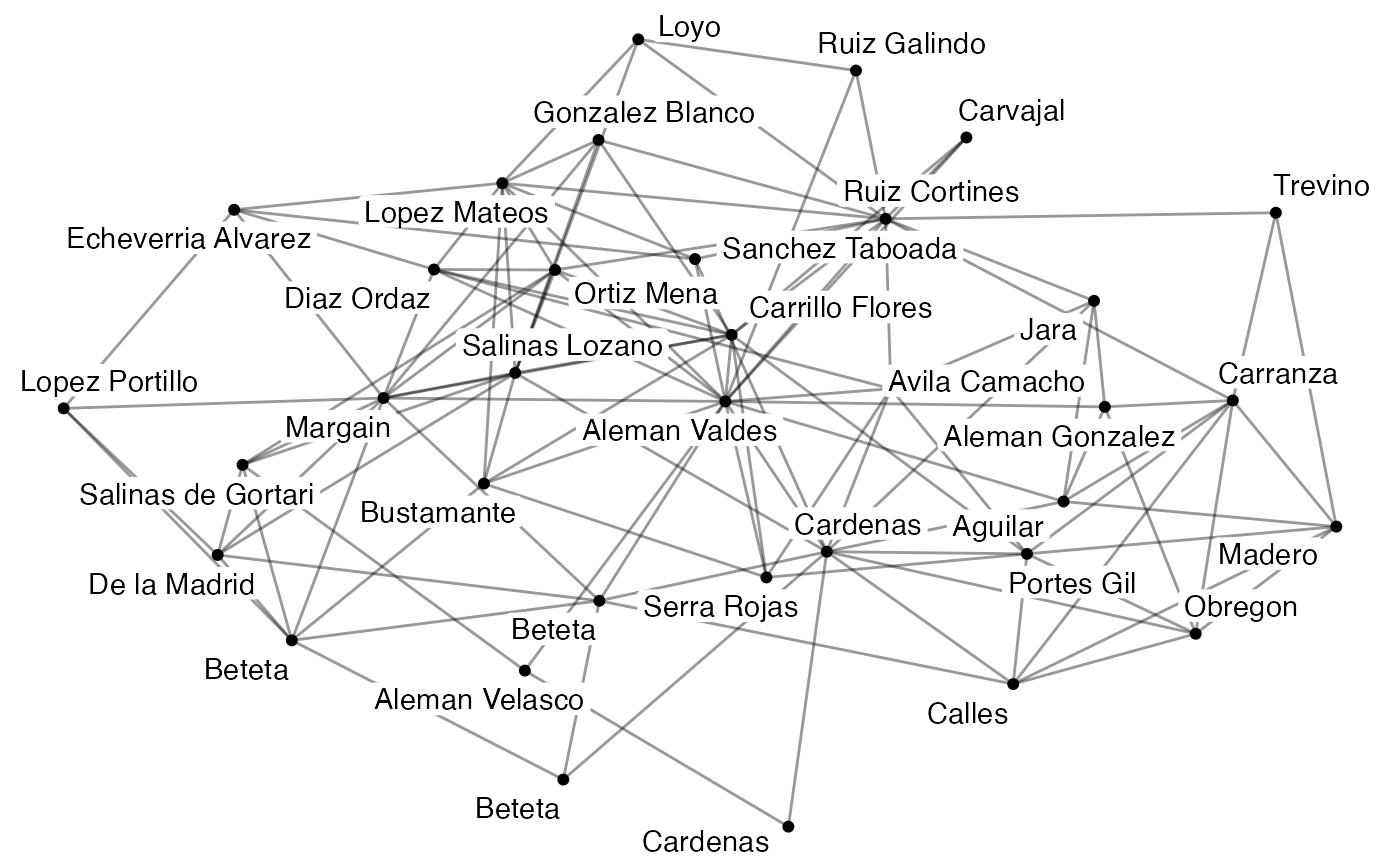 Loyo
Ruiz Galindo
Gonzalez Blanco
Carvajal
Ruiz Cortines
Trevino
Lopez Mateos
Echeverria Alvarez
Sanchez Taboada
Diaz Ordaz
Ortiz Mena
Carrillo Flores
Jara
Salinas Lozano
Lopez Portillo
Avila Camacho
Carranza
Margain
Aleman Valdes
Aleman Gonzalez
Salinas de Gortari
Bustamante
Cardenas
Aguilar
Madero
De la Madrid
Serra Rojas
Portes Gil
Obregon
Beteta
Beteta
Aleman Velasco
Calles
Beteta
Cardenas